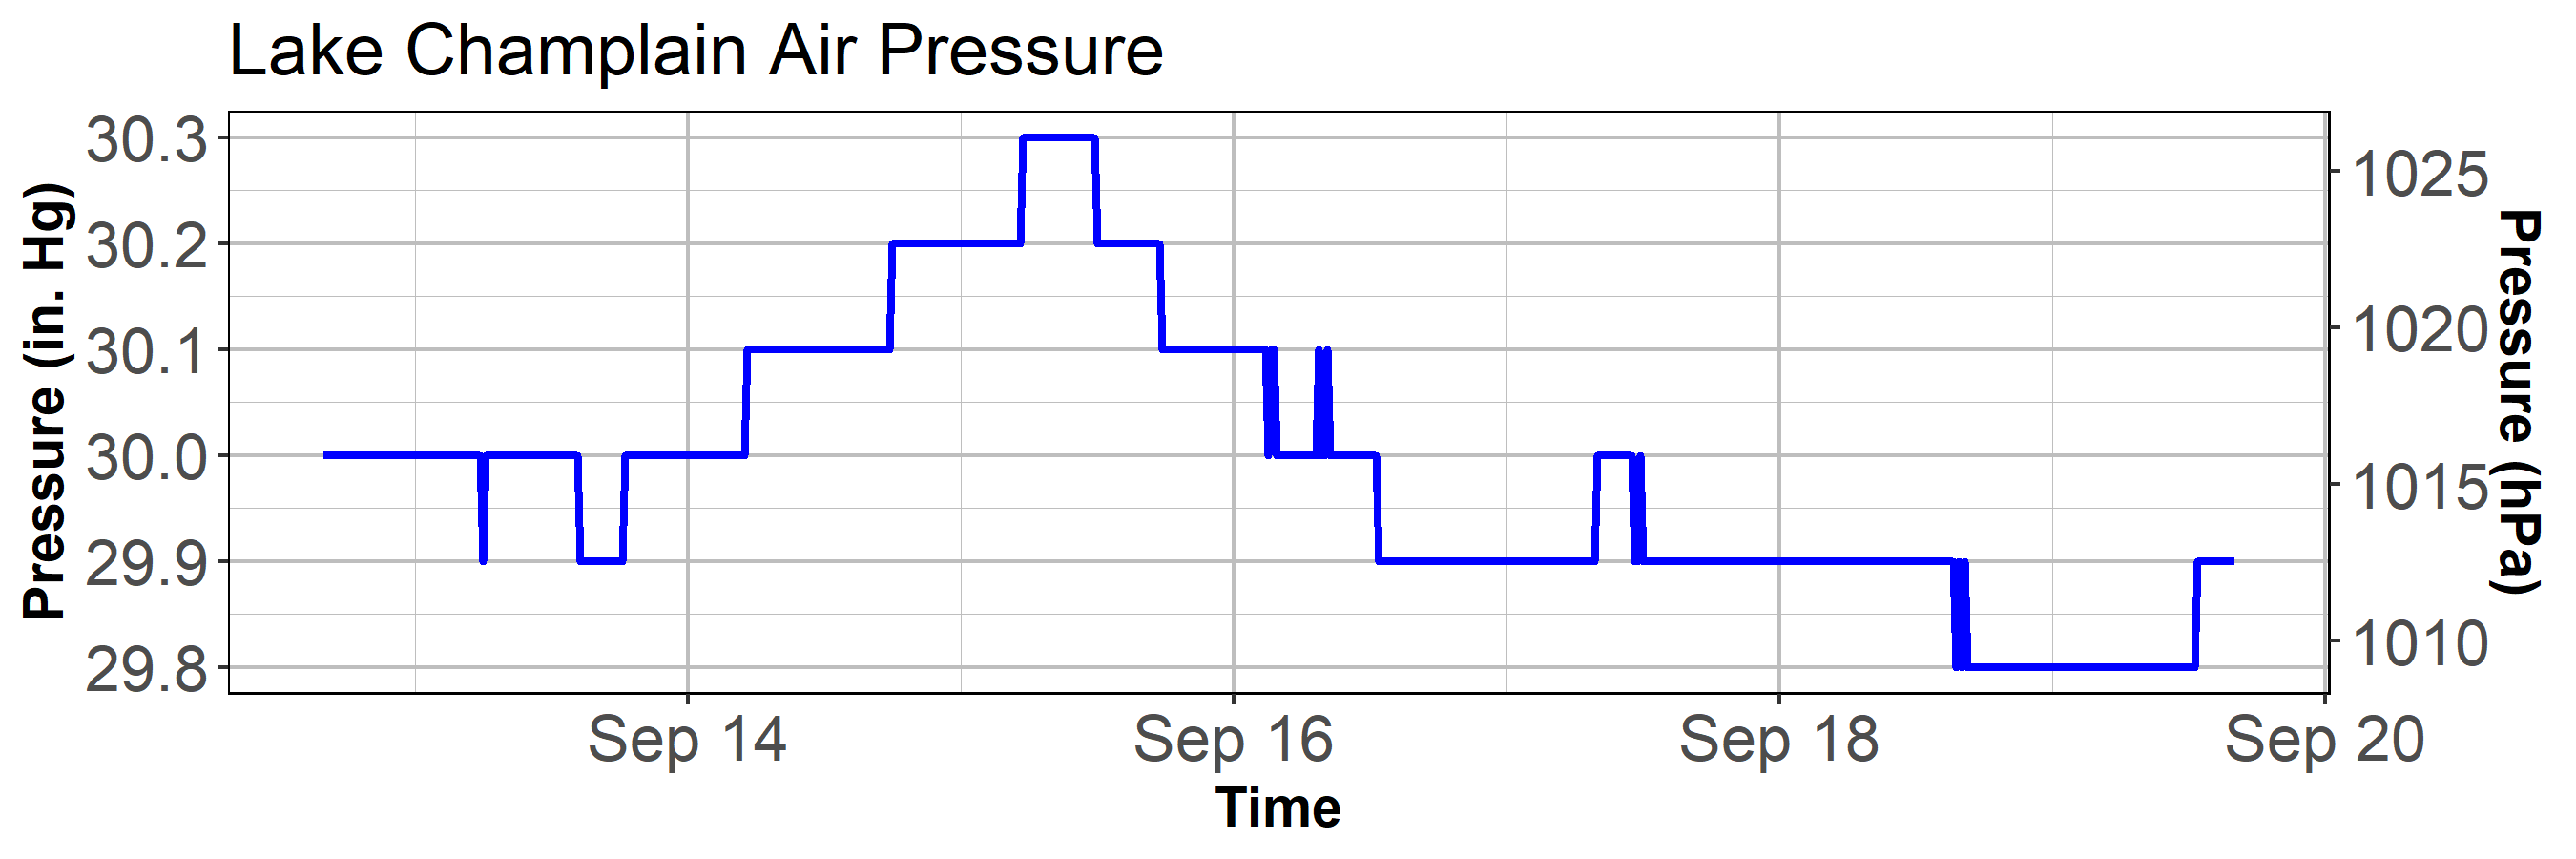 Lake Champlain Air Pressure
Pressure (in. Hg)
30.3
30.2
30.1
30.0
29.9
29.8
1025
1020
1015
1010
Pressure (hPa)
Sep 14 Sep 16 Sep 18 Sep 20
Time